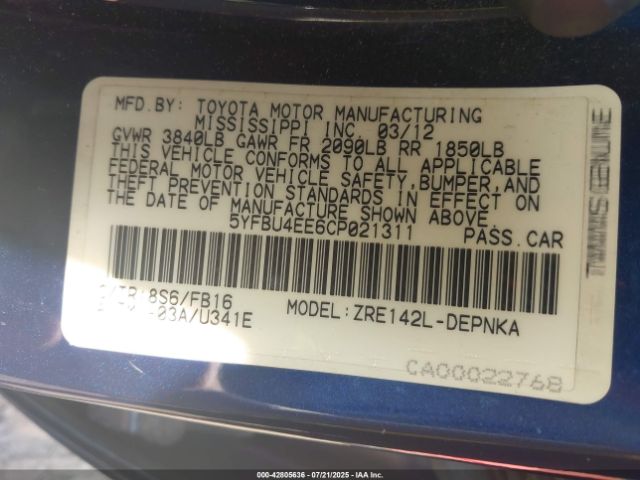 MFD.BY: TOYOTA MOTOR MANUFACTURING
MISSISSIPPI INC. 03/12
GVWR 3840LB GAWR FR 2090LB RR 1850LB
THIS VEHICLE CONFORMS TO ALL APPLICABLE
FEDERAL MOTOR VEHICLE SAFETY,BUMPER,AND
THEFT PREVENTION STANDARDS IN EFFECT ON
THE DATE OF MANUFACTURE SHOWN ABOVE.
5YFBU4EE6CP021311 PASS.CAR
8S6/FB16
-03A/U341E
MODEL:ZRE142L-DEPNKA
CA00022768
GENUINE
000-42805636 - 07/21/2025 - IAA Inc.